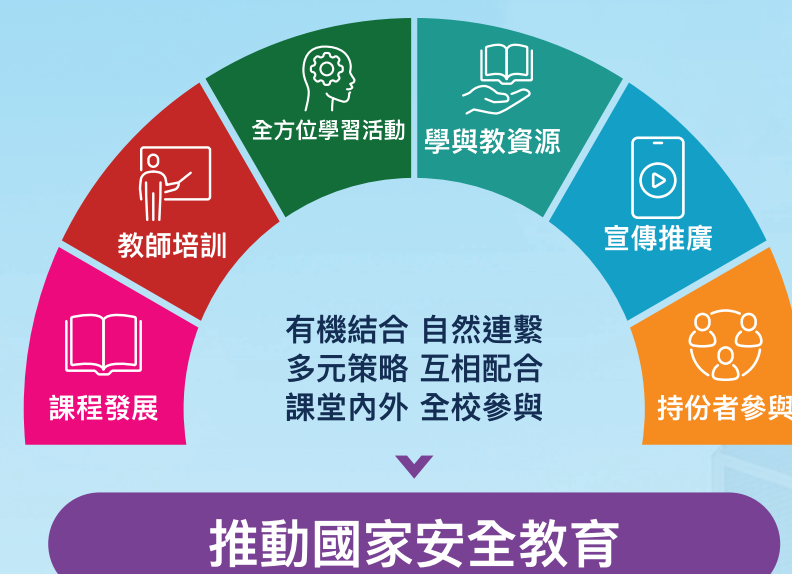 課程發展
教師培訓
全方位學習活動
學與教資源
宣傳推廣
持份者參與
有機結合 自然連繫
多元策略 互相配合
課堂內外 全校參與
推動國家安全教育